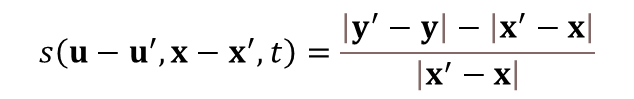 s(u − u′, x − x′, t) = (|y′ − y| − |x′ − x|) / |x′ − x|